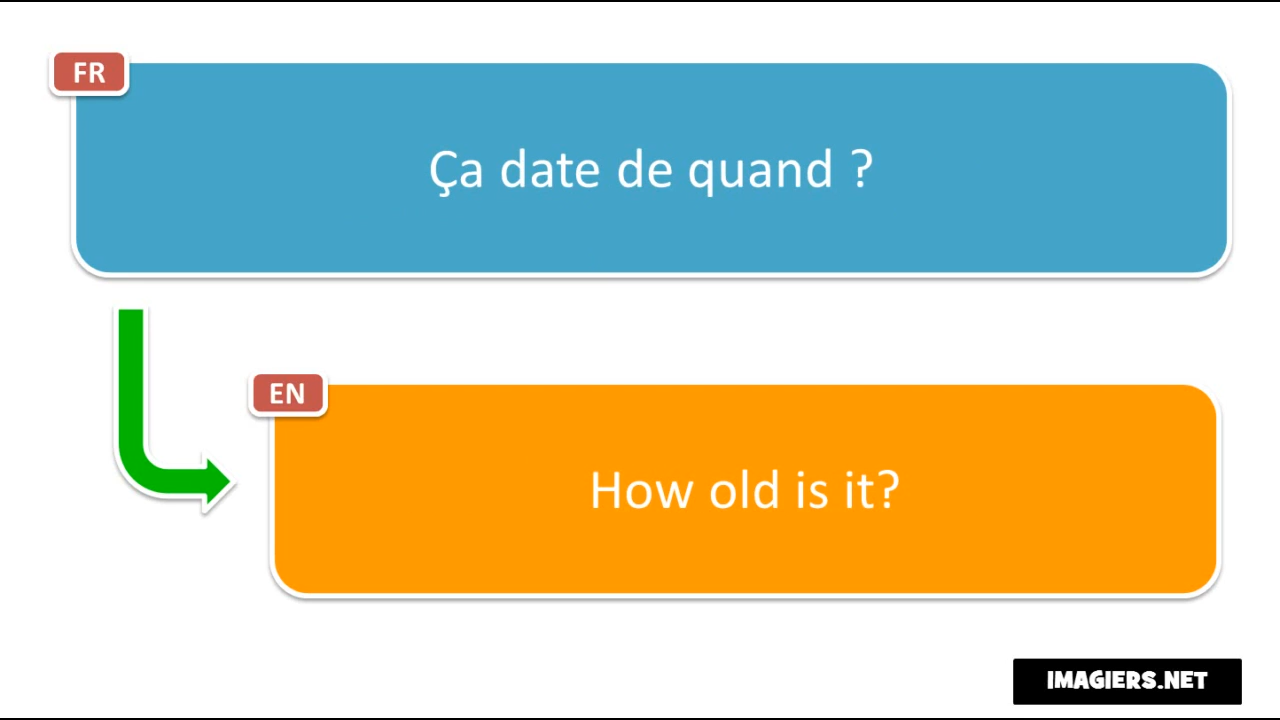 FR
Ça date de quand ?
EN
How old is it?
IMAGIERS.NET